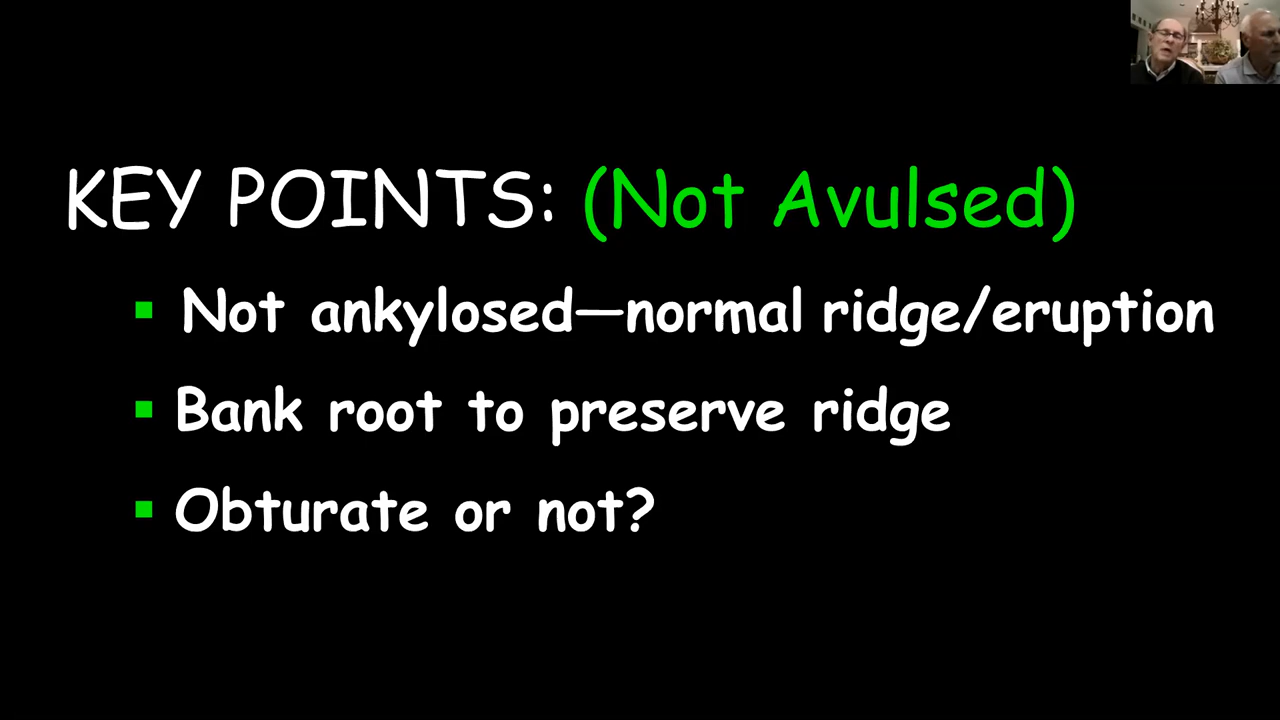 KEY POINTS: (Not Avulsed)
▪ Not ankylosed—normal ridge/eruption
▪ Bank root to preserve ridge
▪ Obturate or not?